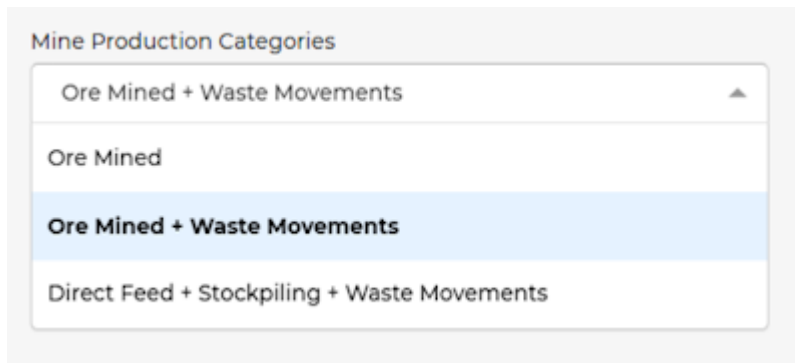 Mine Production Categories
Ore Mined + Waste Movements
Ore Mined
Ore Mined + Waste Movements
Direct Feed + Stockpiling + Waste Movements